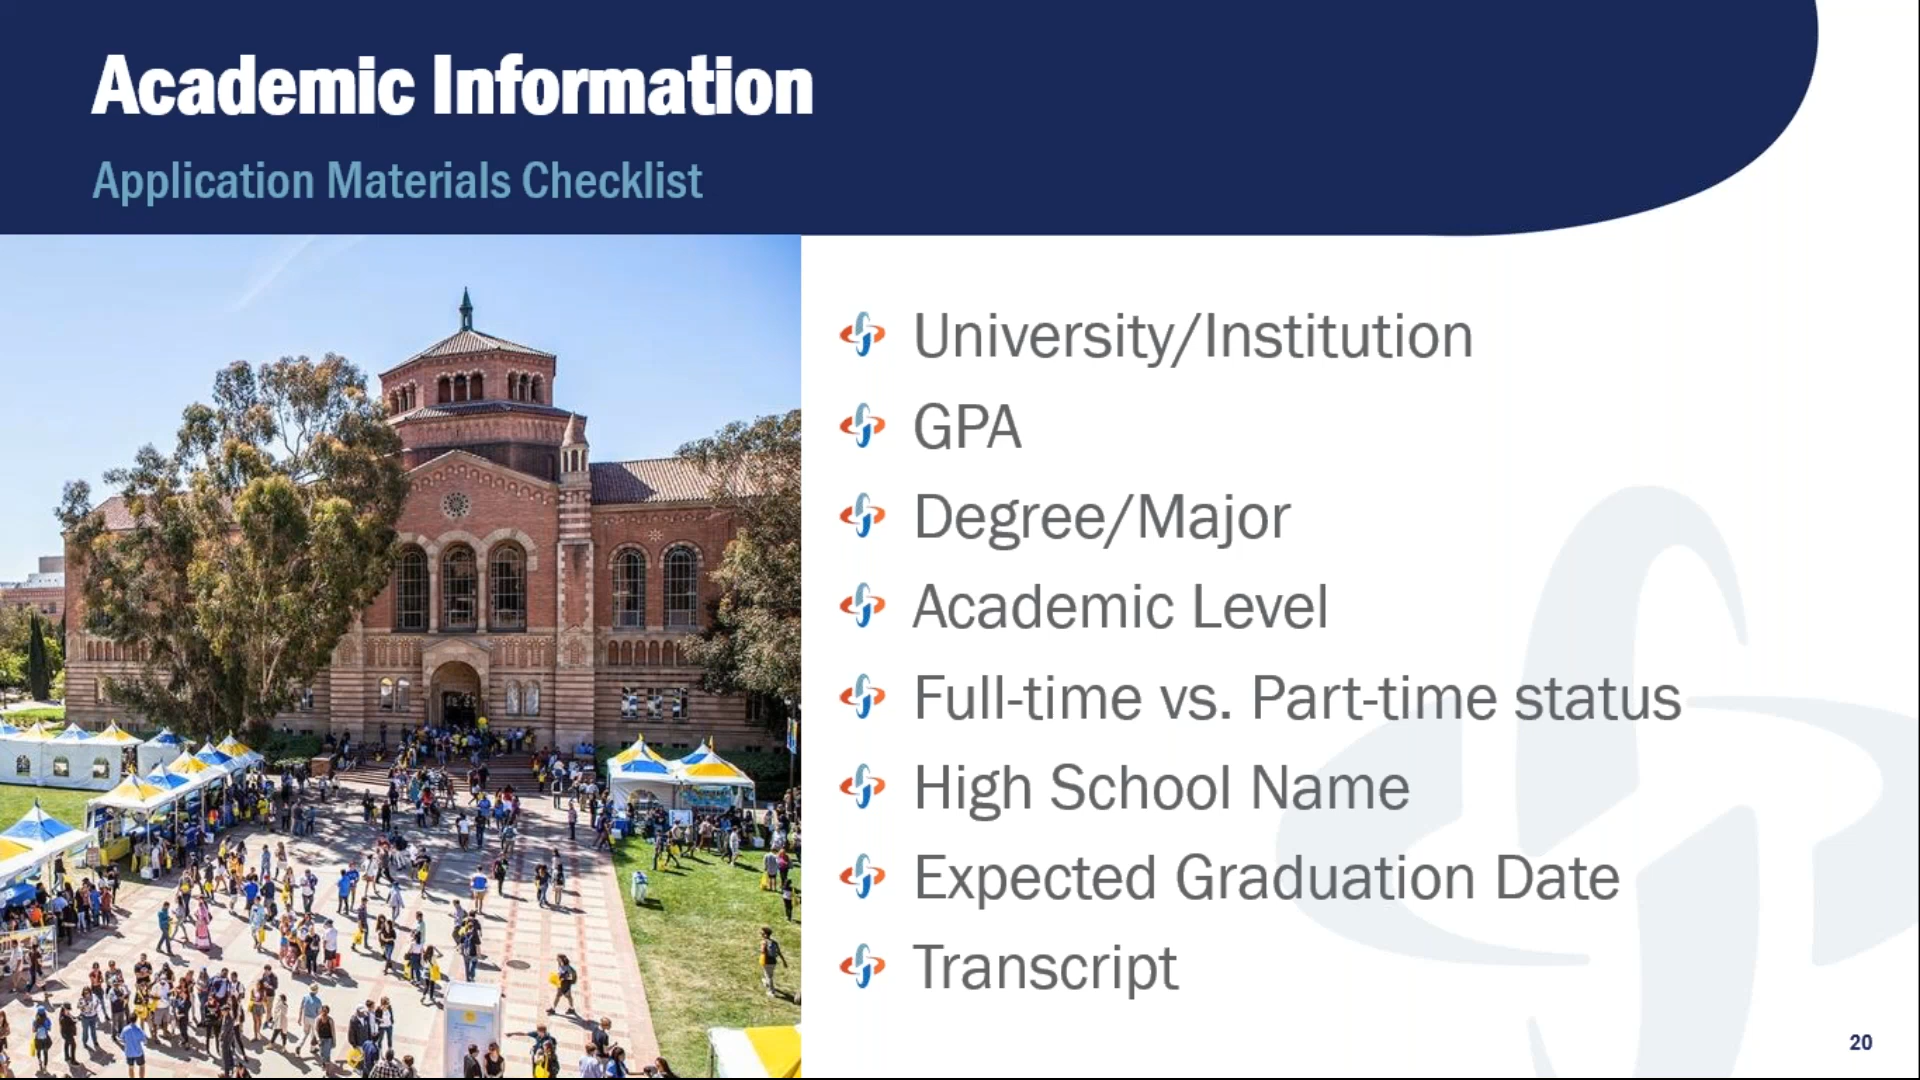 Academic Information
Application Materials Checklist
University/Institution
GPA
Degree/Major
Academic Level
Full-time vs. Part-time status
High School Name
Expected Graduation Date
Transcript
20